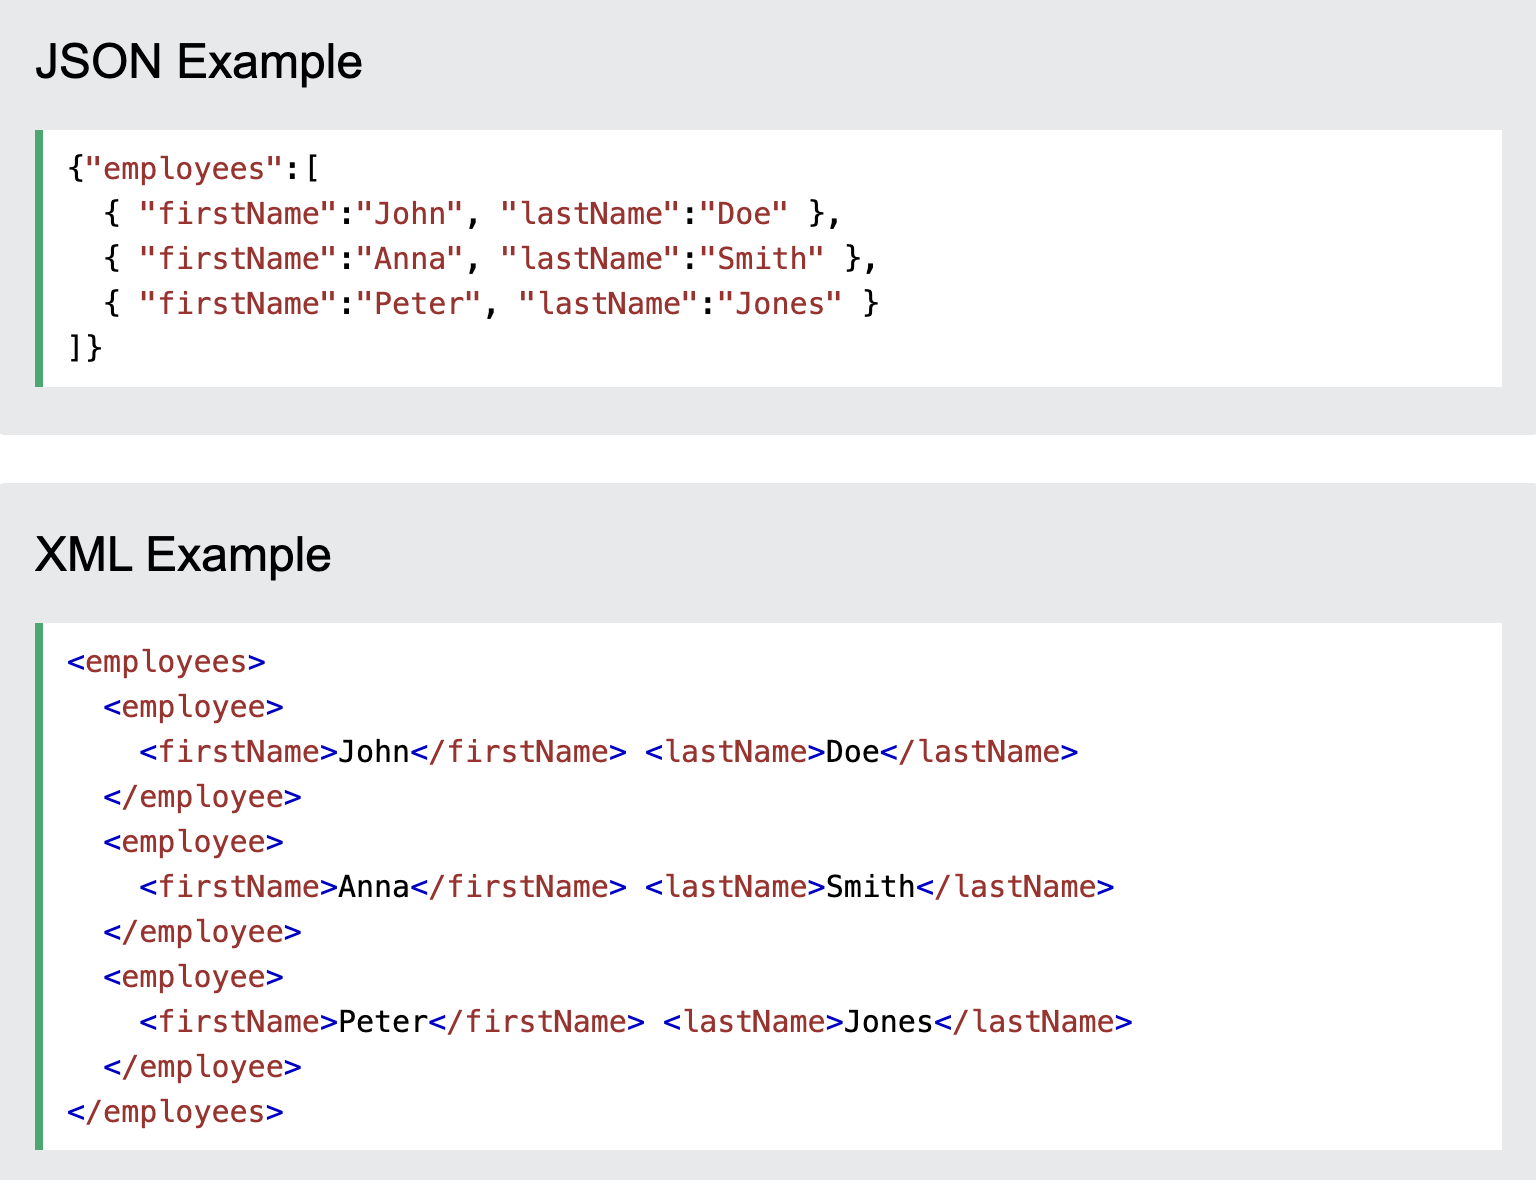 JSON Example
{"employees":[
  { "firstName":"John", "lastName":"Doe" },
  { "firstName":"Anna", "lastName":"Smith" },
  { "firstName":"Peter", "lastName":"Jones" }
]}
XML Example
<employees>
  <employee>
    <firstName>John</firstName> <lastName>Doe</lastName>
  </employee>
  <employee>
    <firstName>Anna</firstName> <lastName>Smith</lastName>
  </employee>
  <employee>
    <firstName>Peter</firstName> <lastName>Jones</lastName>
  </employee>
</employees>